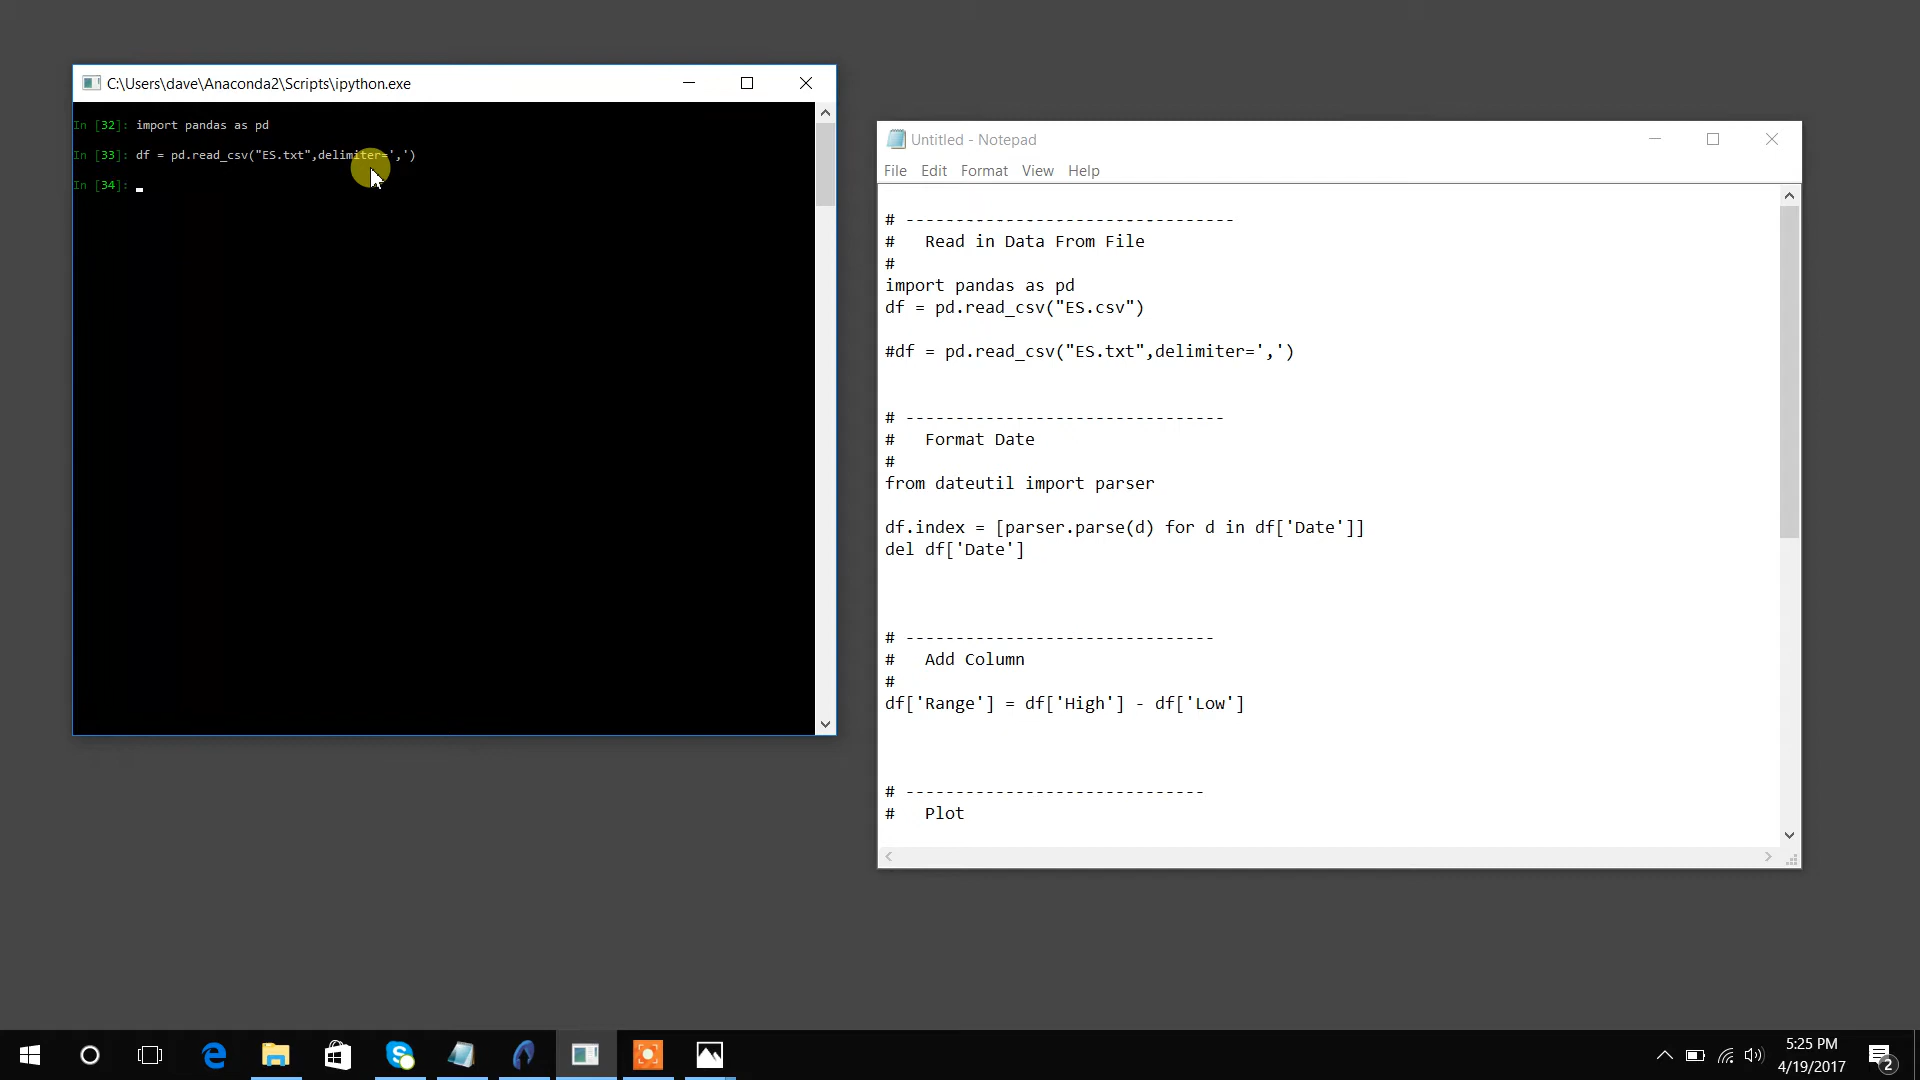 C:\Users\dave\Anaconda2\Scripts\ipython.exe
In [32]: import pandas as pd
In [33]: df = pd.read_csv("ES.txt",delimiter=',')
In [34]:
Untitled - Notepad
File Edit Format View Help
# ---------------------------------
#   Read in Data From File
#
import pandas as pd
df = pd.read_csv("ES.csv")
#df = pd.read_csv("ES.txt",delimiter=',')
# --------------------------------
#   Format Date
#
from dateutil import parser
df.index = [parser.parse(d) for d in df['Date']]
del df['Date']
# -------------------------------
#   Add Column
#
df['Range'] = df['High'] - df['Low']
# ------------------------------
#   Plot
5:25 PM
4/19/2017
2